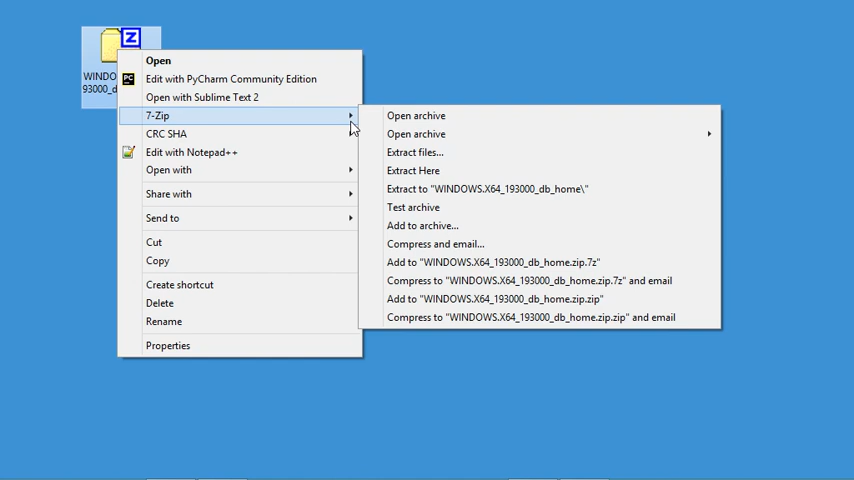 Z
WINDO
93000_d
Open
PC
Edit with PyCharm Community Edition
Open with Sublime Text 2
7-Zip
CRC SHA
Edit with Notepad++
Open with
Share with
Send to
Cut
Copy
Create shortcut
Delete
Rename
Properties
Open archive
Open archive
Extract files...
Extract Here
Extract to "WINDOWS.X64_193000_db_home\"
Test archive
Add to archive...
Compress and email...
Add to "WINDOWS.X64_193000_db_home.zip.7z"
Compress to "WINDOWS.X64_193000_db_home.zip.7z" and email
Add to "WINDOWS.X64_193000_db_home.zip.zip"
Compress to "WINDOWS.X64_193000_db_home.zip.zip" and email